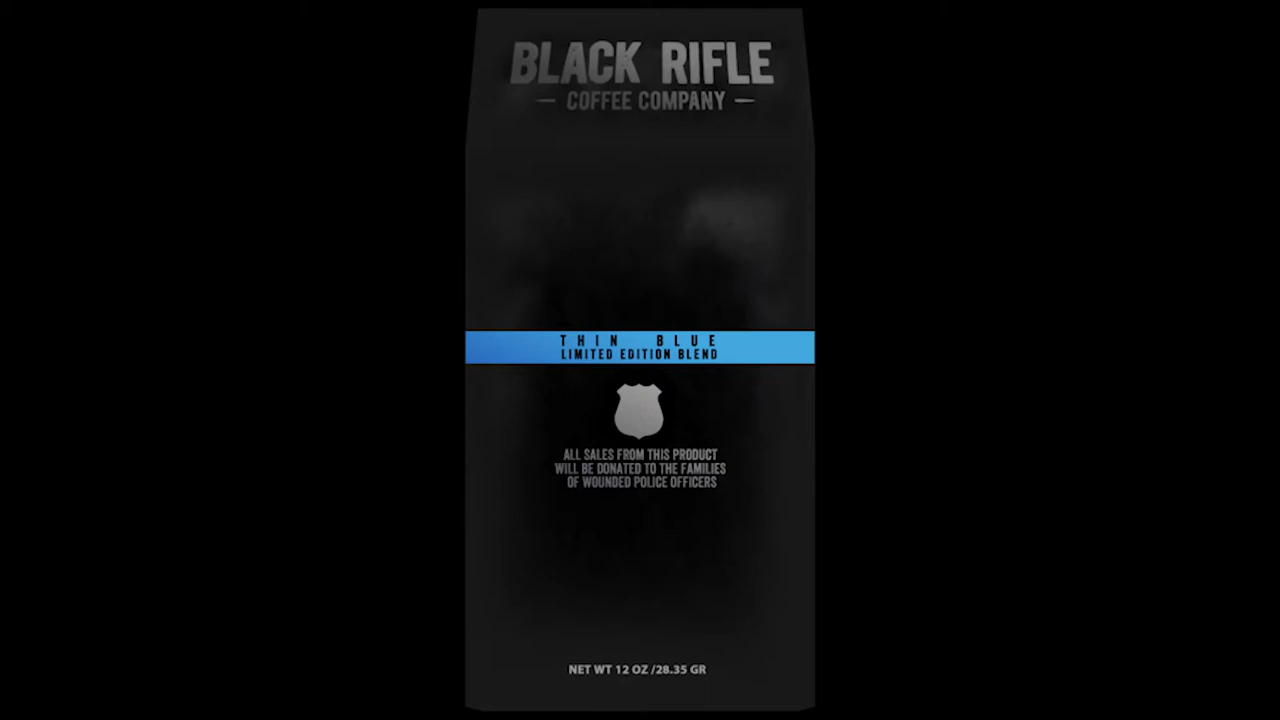 BLACK RIFLE
— COFFEE COMPANY —
THIN BLUE
LIMITED EDITION BLEND
ALL SALES FROM THIS PRODUCT
WILL BE DONATED TO THE FAMILIES
OF WOUNDED POLICE OFFICERS
NET WT 12 OZ /28.35 GR